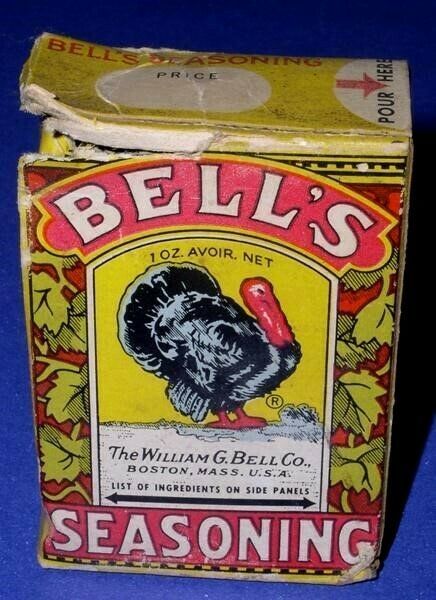 BELL'S SEASONING
PRICE
POUR HERE
BELL'S
1 OZ. AVOIR. NET
®
The WILLIAM G. BELL CO.,
BOSTON, MASS. U.S.A.
LIST OF INGREDIENTS ON SIDE PANELS
SEASONING